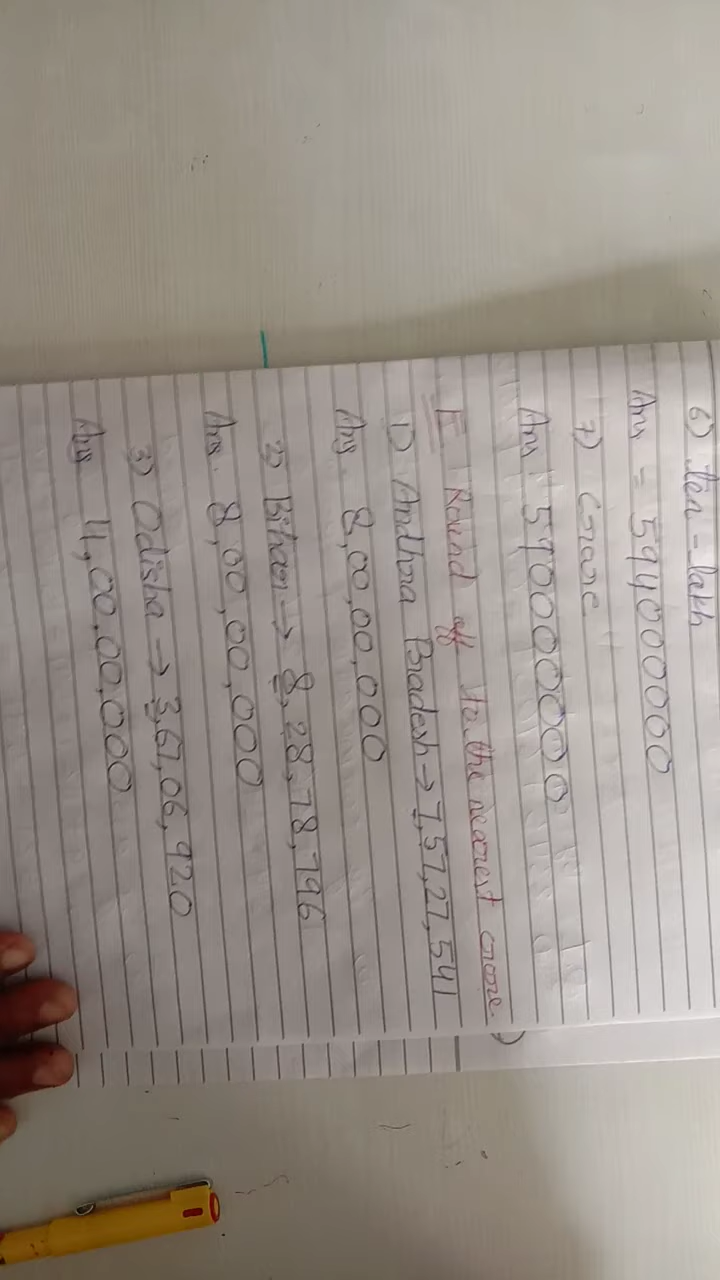 6) ten - lakh
Ans = 594000000
7) Crore
Ans : 590000000
E Round off to the nearest crore.
1) Andhra Pradesh → 7,57,27,541
Ans. 8,00,00,000
2) Bihar → 8,28,78,796
Ans. 8,00,00,000
3) Odisha → 3,67,06,920
Ans 4,00,00,000